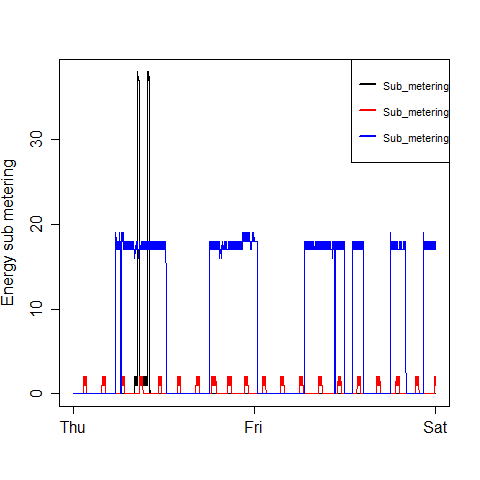 Sub_metering
Sub_metering
Sub_metering
Energy sub metering
30
20
10
0
Thu Fri Sat